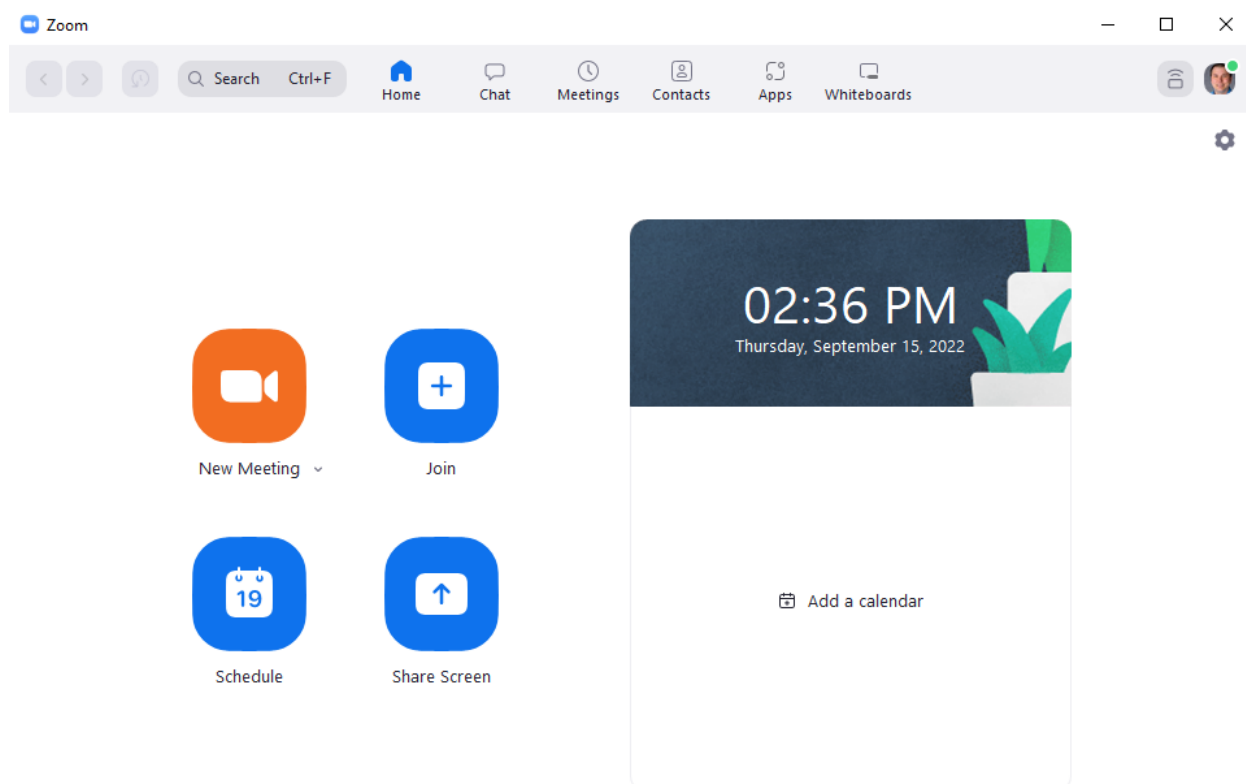 Zoom
Search Ctrl+F
Home
Chat
Meetings
Contacts
Apps
Whiteboards
02:36 PM
Thursday, September 15, 2022
New Meeting
Join
19
Schedule
Share Screen
Add a calendar